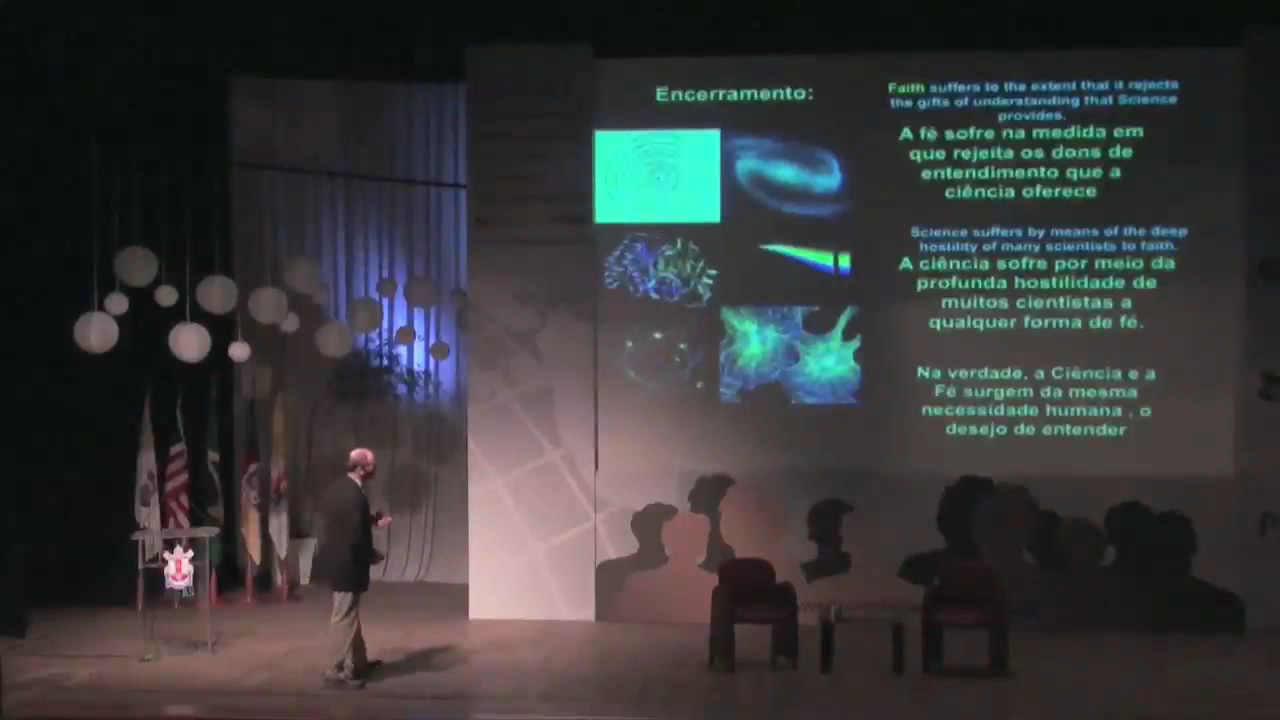 Encerramento:
Faith suffers to the extent that it rejects
the gifts of understanding that Science
provides.
A fé sofre na medida em
que rejeita os dons de
entendimento que a
ciência oferece
Science suffers by means of the deep
hostility of many scientists to faith.
A ciência sofre por meio da
profunda hostilidade de
muitos cientistas a
qualquer forma de fé.
Na verdade, a Ciência e a
Fé surgem da mesma
necessidade humana , o
desejo de entender